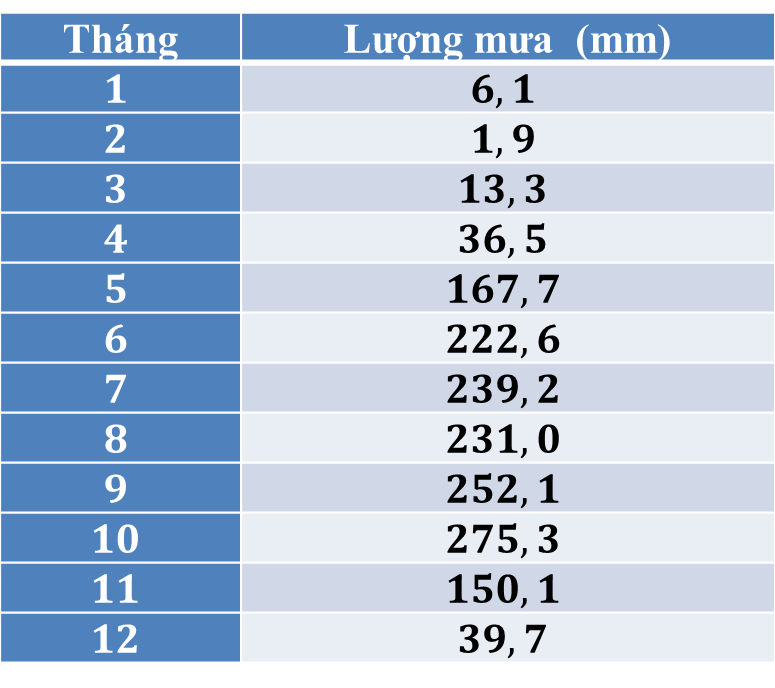 Tháng Lượng mưa (mm)
1 6, 1
2 1, 9
3 13, 3
4 36, 5
5 167, 7
6 222, 6
7 239, 2
8 231, 0
9 252, 1
10 275, 3
11 150, 1
12 39, 7